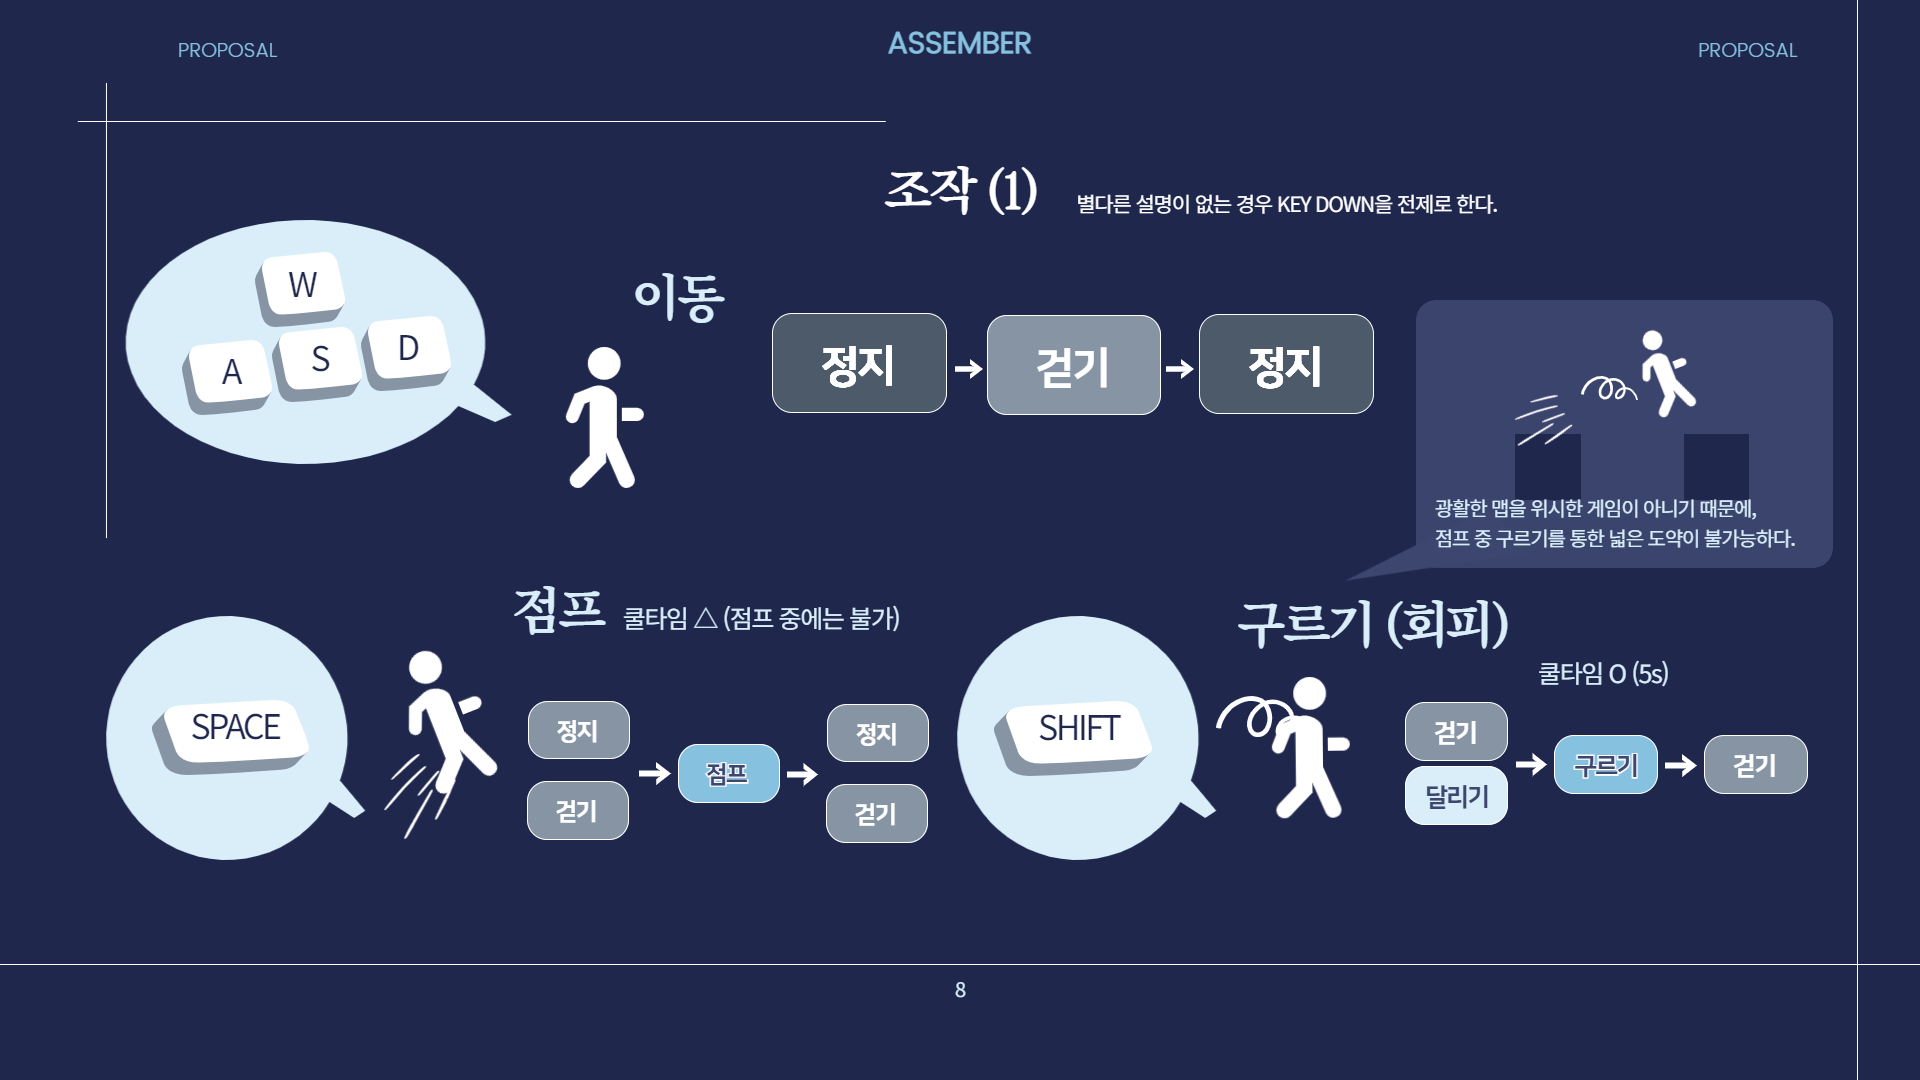 PROPOSAL
ASSEMBER
PROPOSAL
조작 (1)
별다른 설명이 없는 경우 KEY DOWN을 전제로 한다.
W
A
S
D
이동
정지
걷기
정지
광활한 맵을 위시한 게임이 아니기 때문에,
점프 중 구르기를 통한 넓은 도약이 불가능하다.
점프
쿨타임 △ (점프 중에는 불가)
SPACE
정지
걷기
점프
정지
걷기
구르기 (회피)
쿨타임 O (5s)
SHIFT
걷기
달리기
구르기
걷기
8